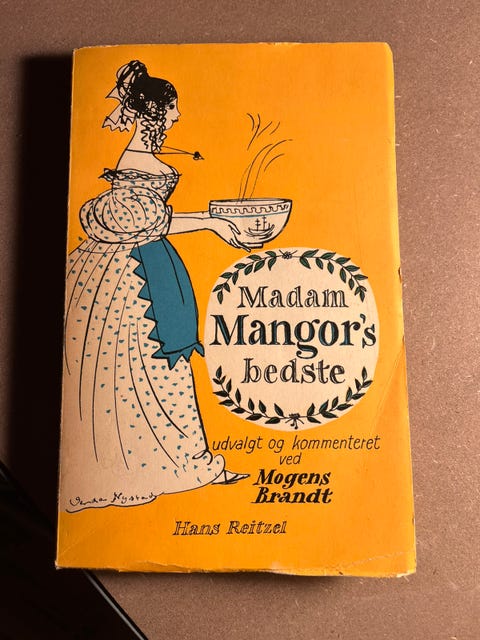 Madam
Mangor's
bedste
udvalgt og kommenteret
ved
Mogens
Brandt
Hans Reitzel